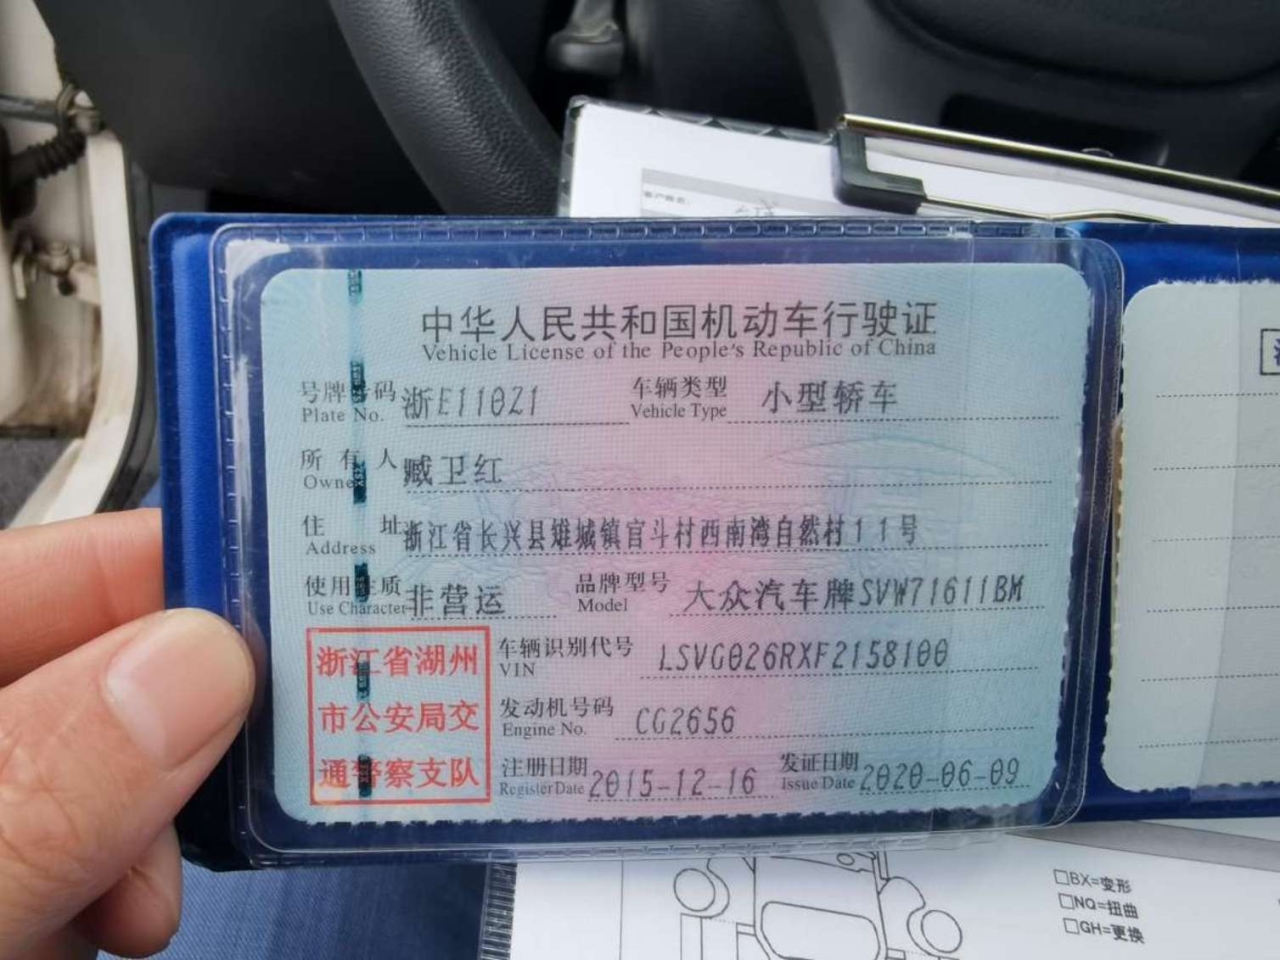 客户姓名:
中华人民共和国机动车行驶证
Vehicle License of the People's Republic of China
号牌号码 浙E110Z1 车辆类型 小型轿车
Plate No. Vehicle Type
所有人 臧卫红
Owner
住址 浙江省长兴县雉城镇官斗村西南湾自然村11号
Address
使用性质 非营运 品牌型号 大众汽车牌SVW71611BM
Use Character Model
浙江省湖州
市公安局交
通警察支队
车辆识别代号 LSVG026RXF2158100
VIN
发动机号码 CG2656
Engine No.
注册日期 2015-12-16 发证日期 2020-06-09
Register Date Issue Date
□BX=变形
□NQ=扭曲
□GH=更换